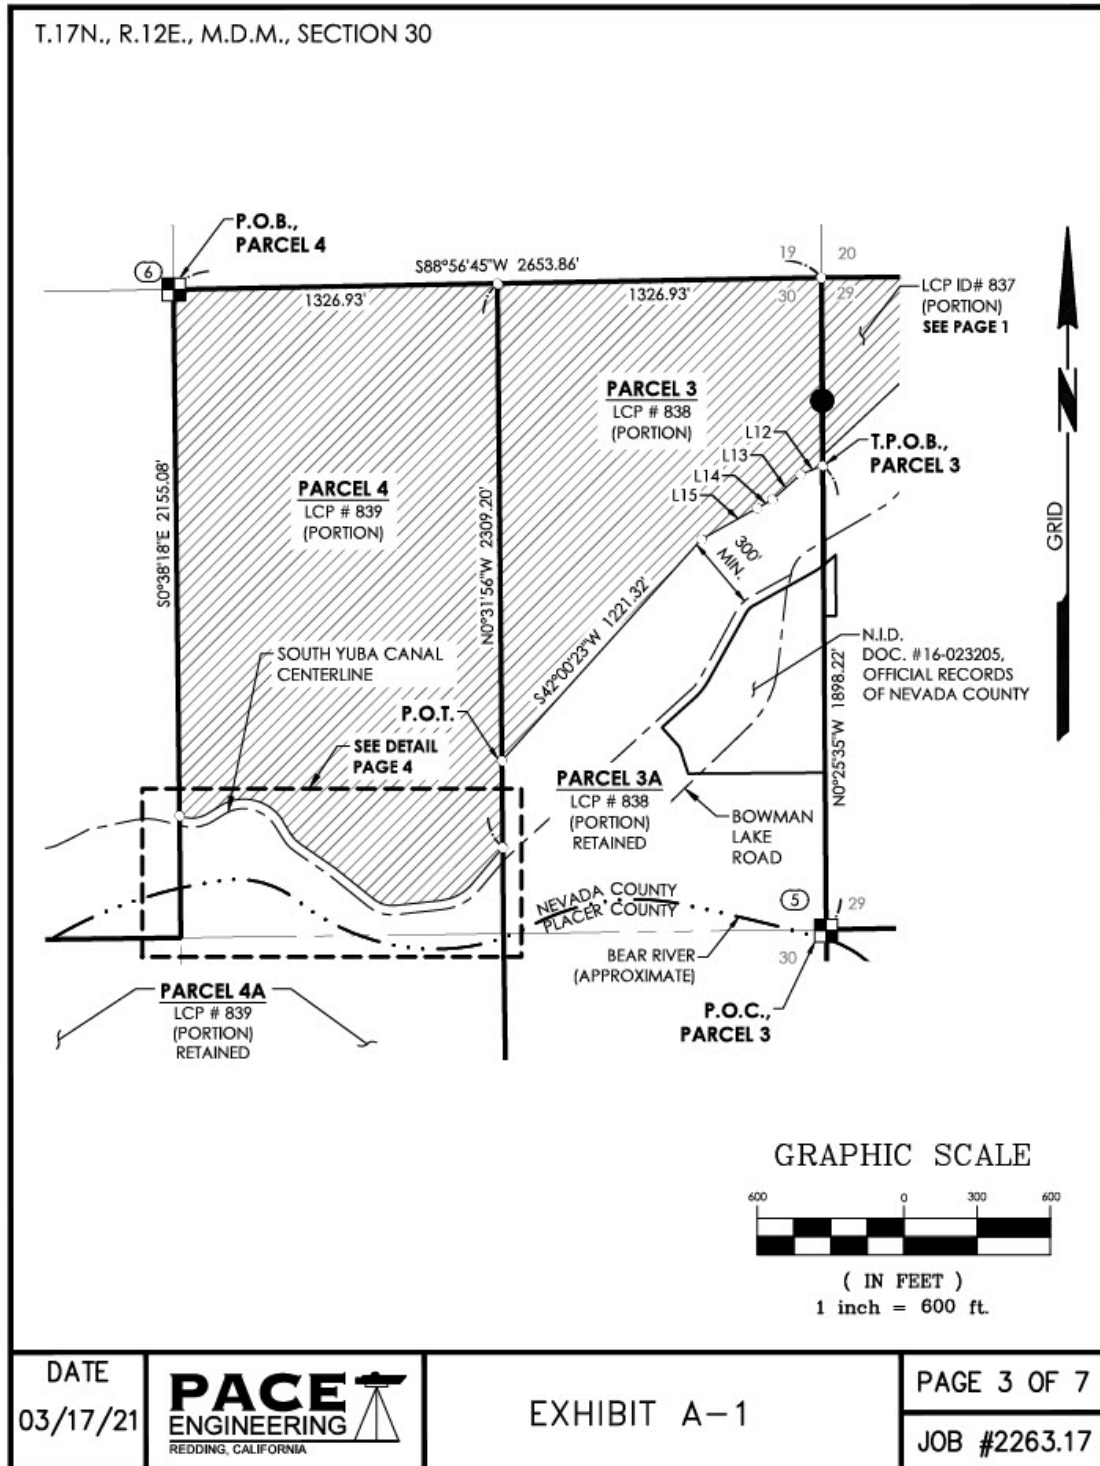 T.17N., R.12E., M.D.M., SECTION 30
P.O.B.,
PARCEL 4
6
S88°56'45"W 2653.86'
1326.93'
1326.93'
19
20
30
29
LCP ID# 837
(PORTION)
SEE PAGE 1
PARCEL 3
LCP # 838
(PORTION)
L12
L13
L14
L15
T.P.O.B.,
PARCEL 3
PARCEL 4
LCP # 839
(PORTION)
S0°38'18"E 2155.08'
N0°31'56"W 2309.20'
300'
MIN.
S42°00'23"W 1221.32'
N
GRID
SOUTH YUBA CANAL
CENTERLINE
N.I.D.
DOC. #16-023205,
OFFICIAL RECORDS
OF NEVADA COUNTY
N0°25'35"W 1898.22'
P.O.T.
SEE DETAIL
PAGE 4
PARCEL 3A
LCP # 838
(PORTION)
RETAINED
BOWMAN
LAKE
ROAD
NEVADA COUNTY
PLACER COUNTY
5
29
30
BEAR RIVER
(APPROXIMATE)
PARCEL 4A
LCP # 839
(PORTION)
RETAINED
P.O.C.,
PARCEL 3
GRAPHIC SCALE
600 0 300 600
( IN FEET )
1 inch = 600 ft.
DATE
03/17/21
PACE
ENGINEERING
REDDING, CALIFORNIA
EXHIBIT A-1
PAGE 3 OF 7
JOB #2263.17